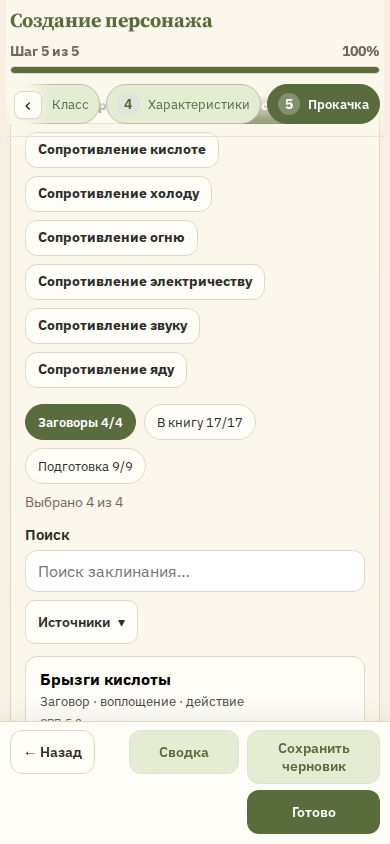 Создание персонажа
Шаг 5 из 5
100%
‹
Класс
4 Характеристики
5 Прокачка
Сопротивление кислоте
Сопротивление холоду
Сопротивление огню
Сопротивление электричеству
Сопротивление звуку
Сопротивление яду
Заговоры 4/4
В книгу 17/17
Подготовка 9/9
Выбрано 4 из 4
Поиск
Поиск заклинания...
Источники ▾
Брызги кислоты
Заговор · воплощение · действие
← Назад
Сводка
Сохранить
черновик
Готово